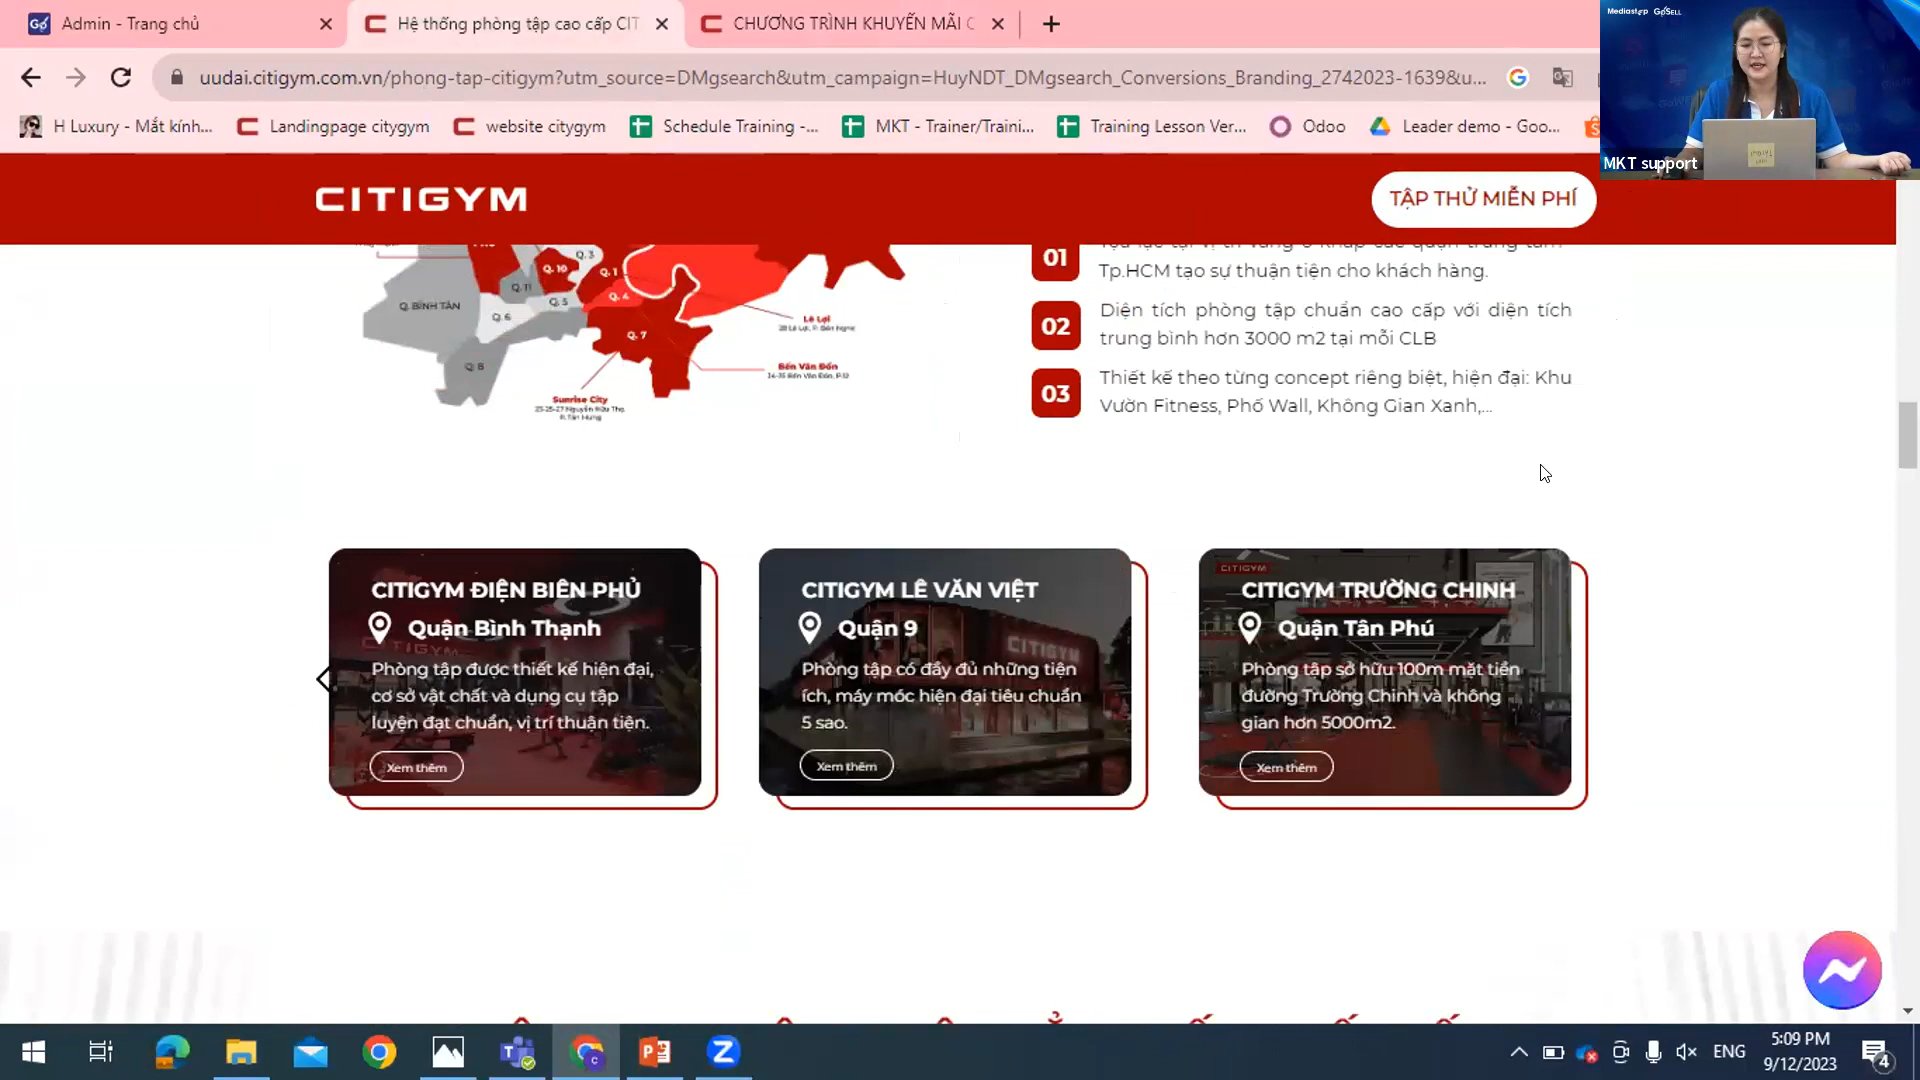 Admin - Trang chủ
Hệ thống phòng tập cao cấp CIT
CHƯƠNG TRÌNH KHUYẾN MÃI C
Mediastep GoSELL
uudai.citigym.com.vn/phong-tap-citigym?utm_source=DMgsearch&utm_campaign=HuyNDT_DMgsearch_Conversions_Branding_2742023-1639&u...
H Luxury - Mắt kính...
Landingpage citygym
website citygym
Schedule Training -...
MKT - Trainer/Traini...
Training Lesson Ver...
Odoo
Leader demo - Goo...
MKT support
CITIGYM
TẬP THỬ MIỄN PHÍ
Q. 3
Q. 10
Q. 1
Q. 11
Q. 5
Q. 4
Q. BÌNH TÂN
Q. 6
Q. 7
Q. 8
Lê Lợi
Bến Vân Đồn
Sunrise City
01
Tp.HCM tạo sự thuận tiện cho khách hàng.
02
Diện tích phòng tập chuẩn cao cấp với diện tích
trung bình hơn 3000 m2 tại mỗi CLB
03
Thiết kế theo từng concept riêng biệt, hiện đại: Khu
Vườn Fitness, Phố Wall, Không Gian Xanh,...
CITIGYM ĐIỆN BIÊN PHỦ
Quận Bình Thạnh
Phòng tập được thiết kế hiện đại,
cơ sở vật chất và dụng cụ tập
luyện đạt chuẩn, vị trí thuận tiện.
Xem thêm
CITIGYM LÊ VĂN VIỆT
Quận 9
CITIGYM
Phòng tập có đầy đủ những tiện
ích, máy móc hiện đại tiêu chuẩn
5 sao.
Xem thêm
CITIGYM
CITIGYM TRƯỜNG CHINH
Quận Tân Phú
Phòng tập sở hữu 100m mặt tiền
đường Trường Chinh và không
gian hơn 5000m2.
Xem thêm
ENG
5:09 PM
9/12/2023
4